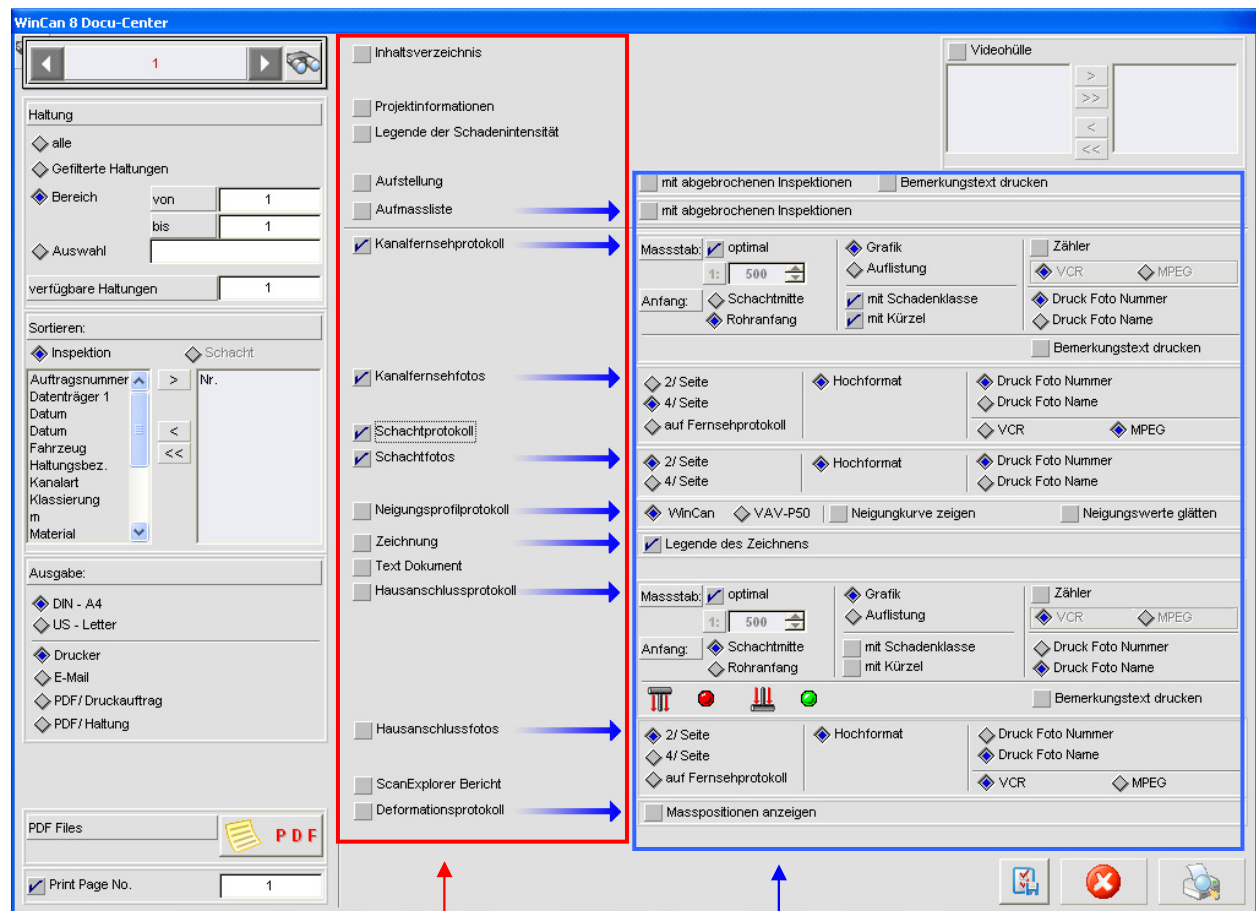 WinCan 8 Docu-Center
1
Haltung
alle
Gefilterte Haltungen
Bereich von 1
bis 1
Auswahl
verfügbare Haltungen 1
Sortieren:
Inspektion Schacht
Auftragsnummer > Nr.
Datenträger 1
Datum
Datum <
Fahrzeug <<
Haltungsbez.
Kanalart
Klassierung
m
Material
Ausgabe:
DIN - A4
US - Letter
Drucker
E-Mail
PDF/ Druckauftrag
PDF/ Haltung
PDF Files PDF
Print Page No. 1
Inhaltsverzeichnis
Projektinformationen
Legende der Schadenintensität
Aufstellung
Aufmassliste
Kanalfernsehprotokoll
Kanalfernsehfotos
Schachtprotokoll
Schachtfotos
Neigungsprofilprotokoll
Zeichnung
Text Dokument
Hausanschlussprotokoll
Hausanschlussfotos
ScanExplorer Bericht
Deformationsprotokoll
Videohülle
>
>>
<
<<
mit abgebrochenen Inspektionen Bemerkungstext drucken
mit abgebrochenen Inspektionen
Massstab: optimal Grafik Zähler
1: 500 Auflistung VCR MPEG
Anfang: Schachtmitte mit Schadenklasse Druck Foto Nummer
Rohranfang mit Kürzel Druck Foto Name
Bemerkungstext drucken
2/ Seite Hochformat Druck Foto Nummer
4/ Seite Druck Foto Name
auf Fernsehprotokoll VCR MPEG
2/ Seite Hochformat Druck Foto Nummer
4/ Seite Druck Foto Name
WinCan VAV-P50 Neigungkurve zeigen Neigungswerte glätten
Legende des Zeichnens
Massstab: optimal Grafik Zähler
1: 500 Auflistung VCR MPEG
Anfang: Schachtmitte mit Schadenklasse Druck Foto Nummer
Rohranfang mit Kürzel Druck Foto Name
Bemerkungstext drucken
2/ Seite Hochformat Druck Foto Nummer
4/ Seite Druck Foto Name
auf Fernsehprotokoll VCR MPEG
Masspositionen anzeigen